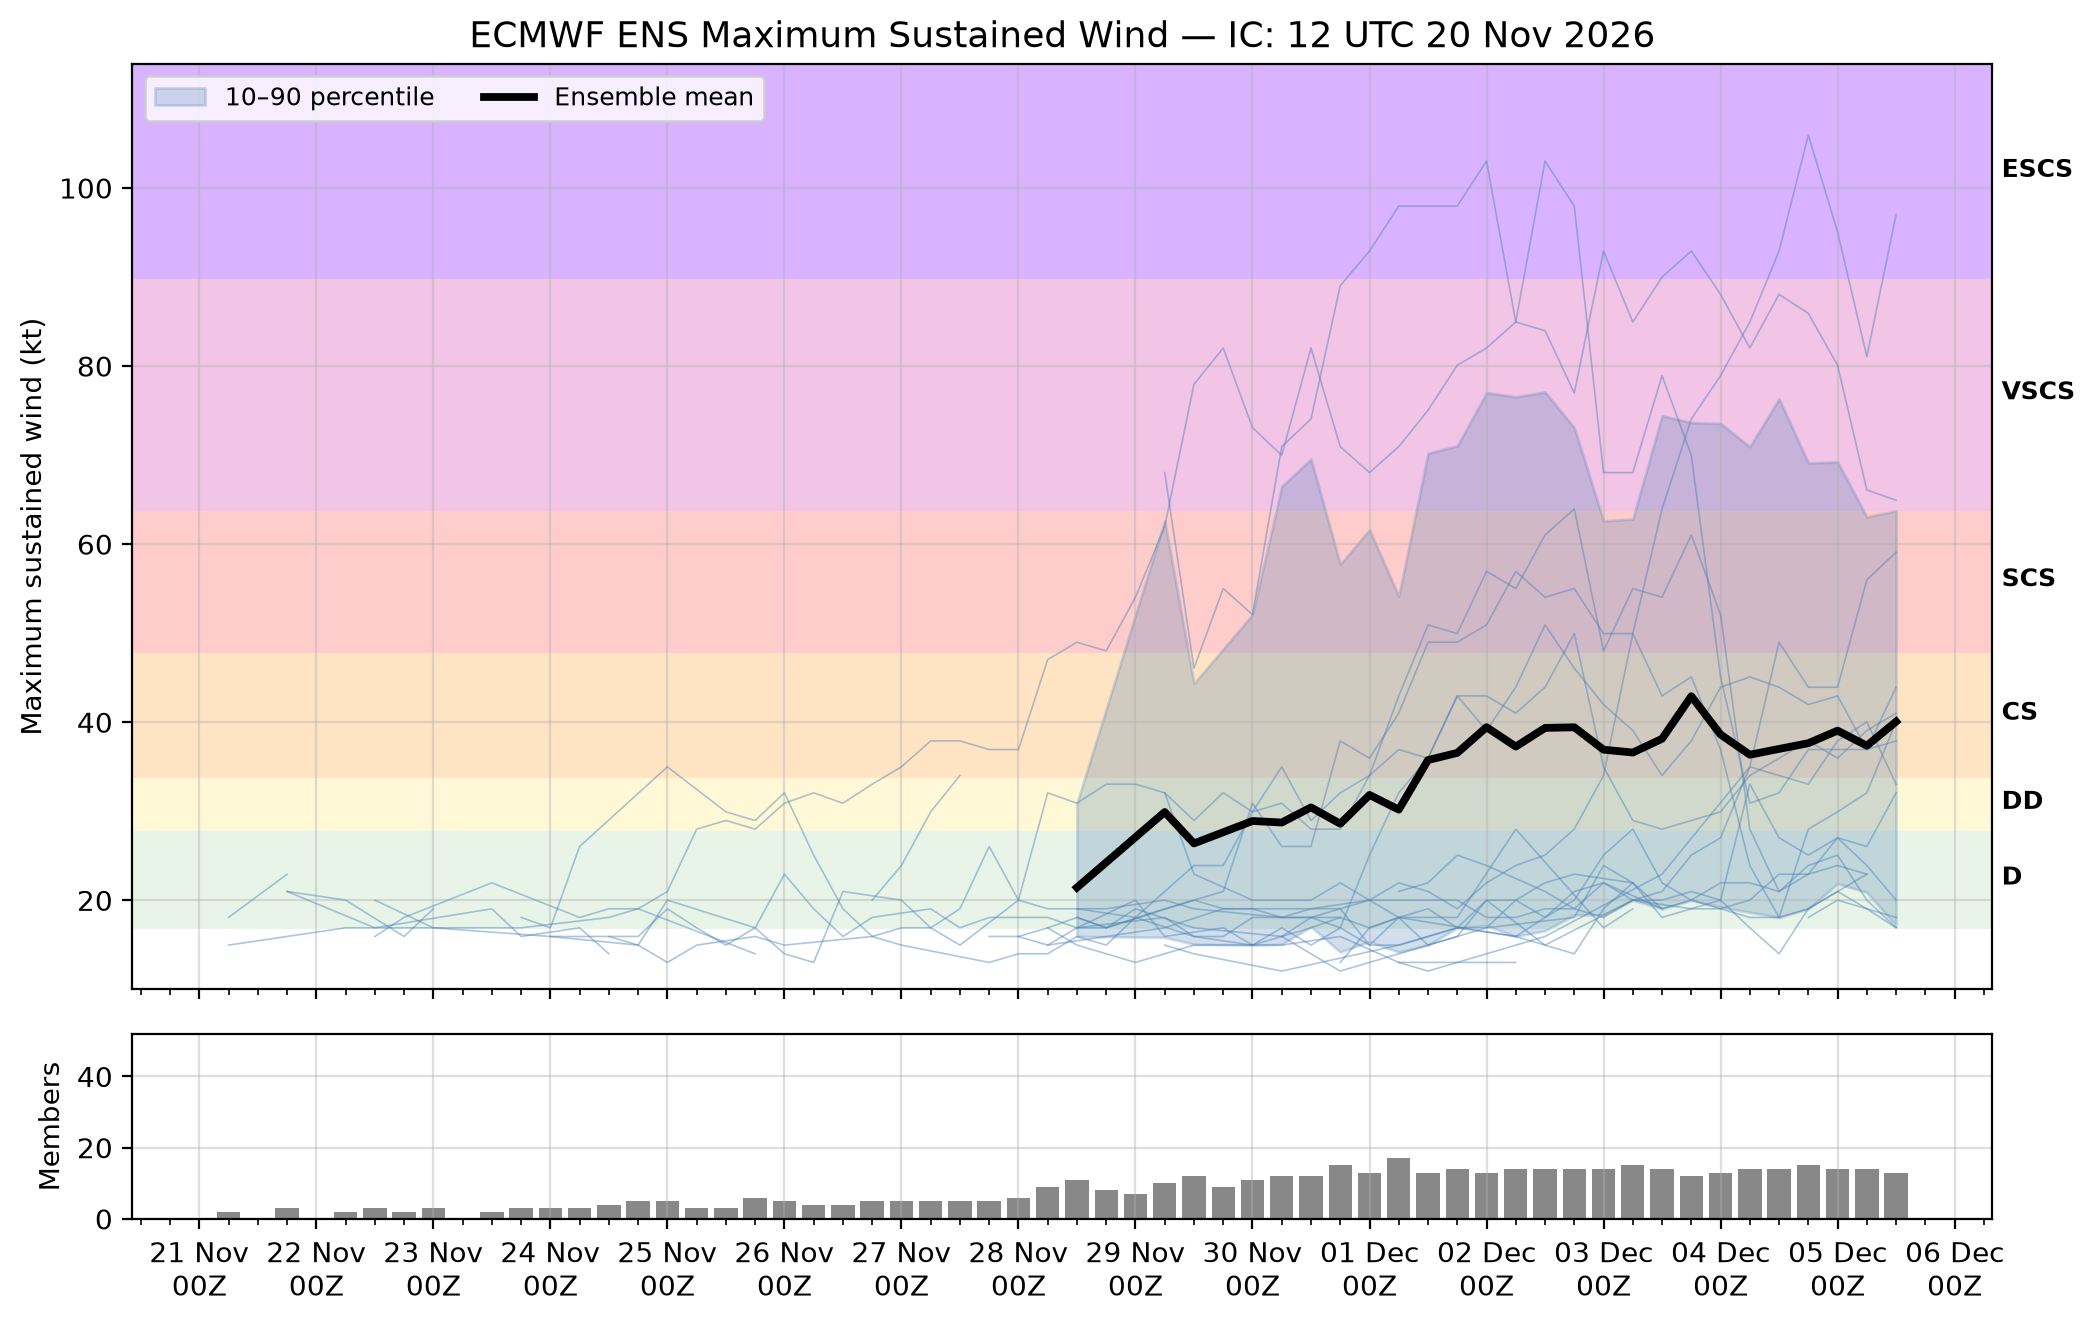 ECMWF ENS Maximum Sustained Wind — IC: 12 UTC 20 Nov 2026
10–90 percentile
Ensemble mean
Maximum sustained wind (kt)
100
80
60
40
20
ESCS
VSCS
SCS
CS
DD
D
Members
40
20
0
21 Nov 00Z
22 Nov 00Z
23 Nov 00Z
24 Nov 00Z
25 Nov 00Z
26 Nov 00Z
27 Nov 00Z
28 Nov 00Z
29 Nov 00Z
30 Nov 00Z
01 Dec 00Z
02 Dec 00Z
03 Dec 00Z
04 Dec 00Z
05 Dec 00Z
06 Dec 00Z